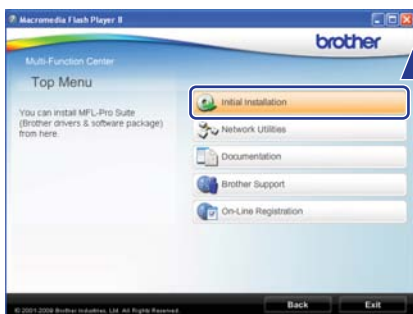 Macromedia Flash Player 8
brother
Multi-Function Center
Top Menu
You can install MFL-Pro Suite
(Brother drivers & software package)
from here.
Initial Installation
Network Utilities
Documentation
Brother Support
On-Line Registration
© 2001-2008 Brother Industries, Ltd. All Rights Reserved.
Back
Exit